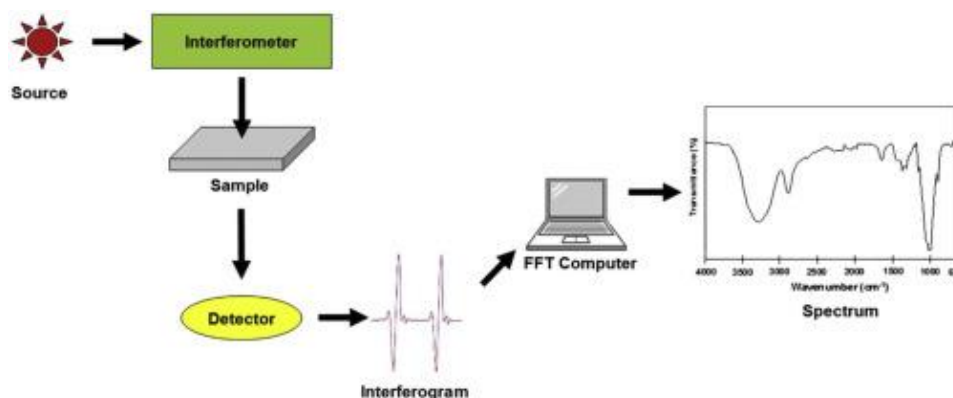 Source
Interferometer
Sample
Detector
Interferogram
FFT Computer
Transmittance (%)
4000 3500 3000 2500 2000 1500 1000
Wavenumber (cm-1)
Spectrum